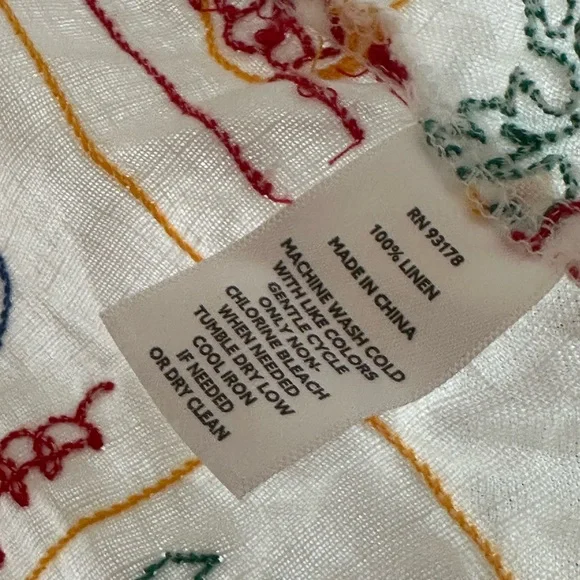 RN 93178
100% LINEN
MADE IN CHINA
MACHINE WASH COLD
WITH LIKE COLORS
GENTLE CYCLE
ONLY NON-
CHLORINE BLEACH
WHEN NEEDED
TUMBLE DRY LOW
COOL IRON
IF NEEDED
OR DRY CLEAN